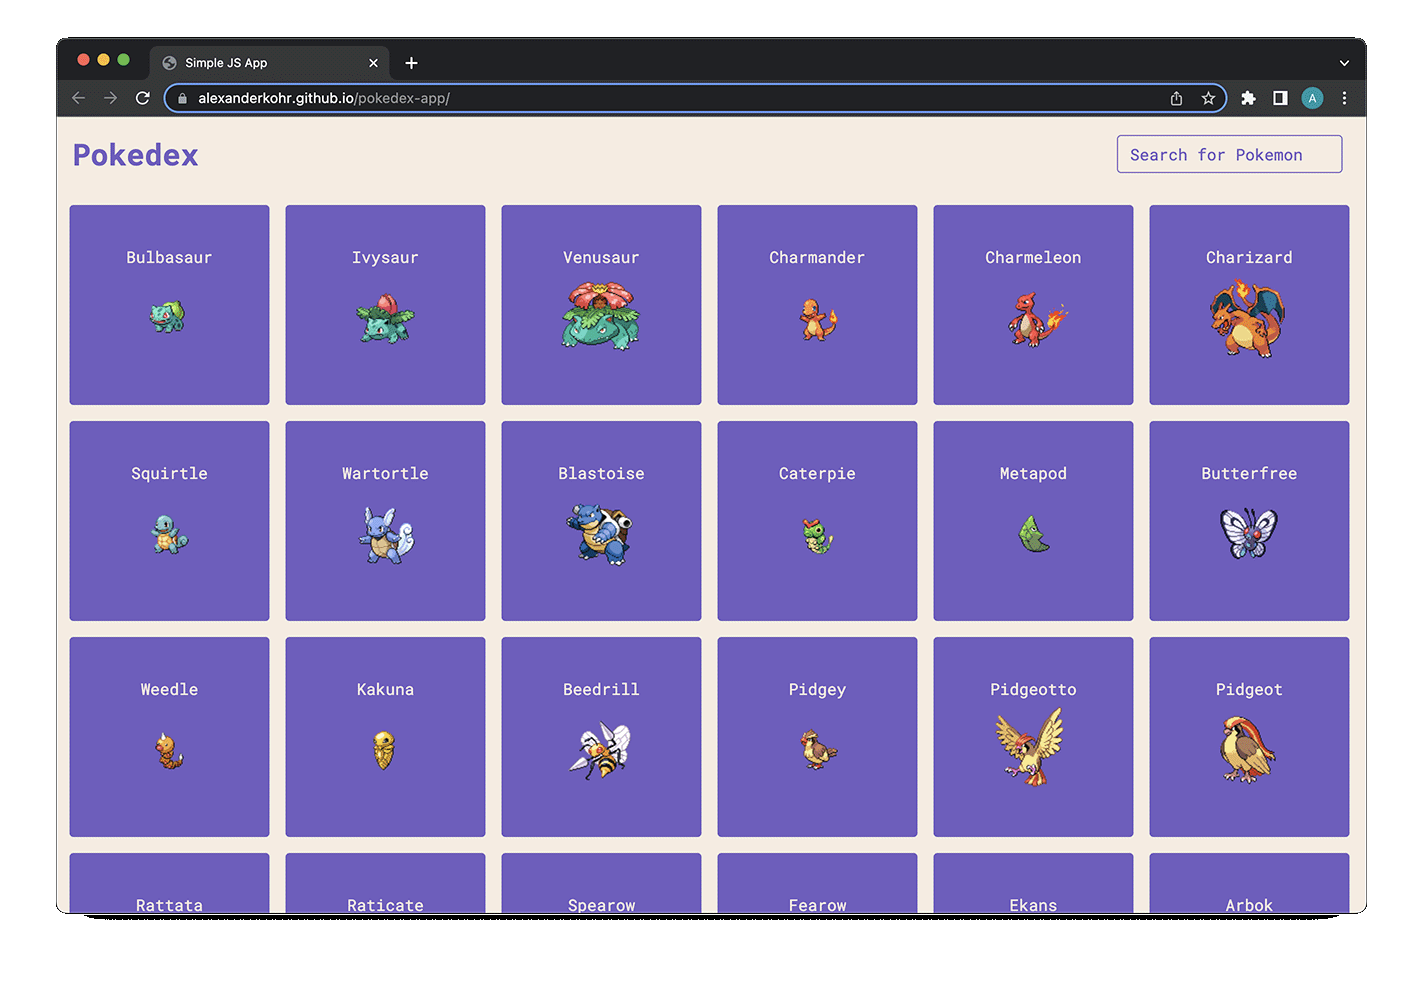 Simple JS App
alexanderkohr.github.io/pokedex-app/
A
Pokedex
Search for Pokemon
Bulbasaur
Ivysaur
Venusaur
Charmander
Charmeleon
Charizard
Squirtle
Wartortle
Blastoise
Caterpie
Metapod
Butterfree
Weedle
Kakuna
Beedrill
Pidgey
Pidgeotto
Pidgeot
Rattata
Raticate
Spearow
Fearow
Ekans
Arbok